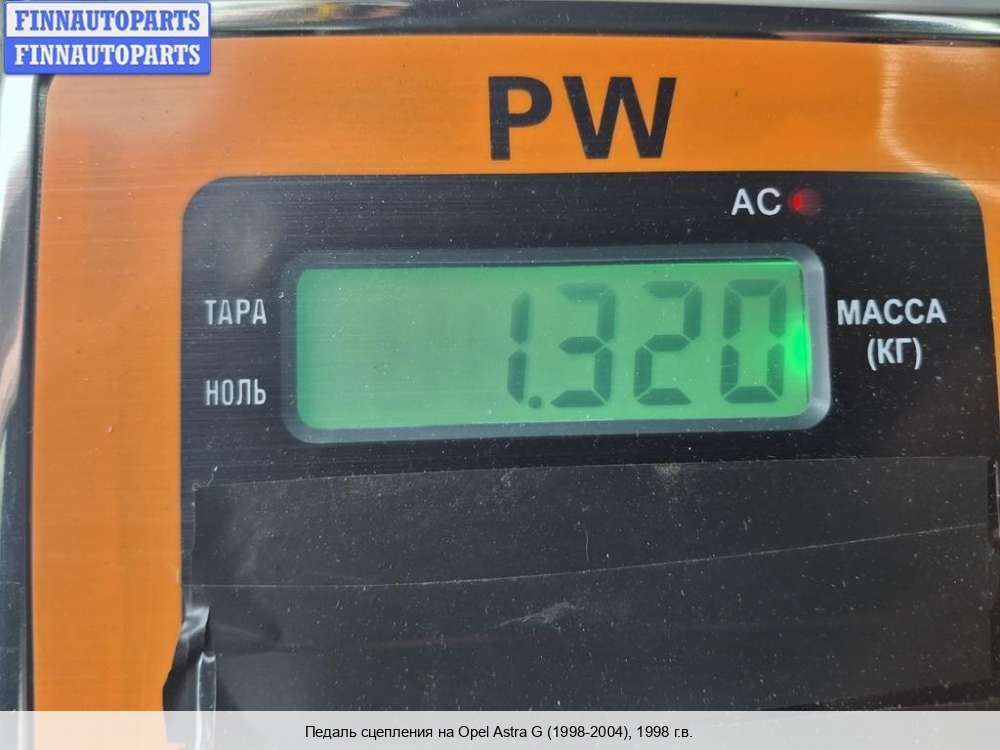 FINNAUTOPARTS
FINNAUTOPARTS
PW
AC
ТАРА
1.320
МАССА
(КГ)
НОЛЬ
Педаль сцепления на Opel Astra G (1998-2004), 1998 г.в.